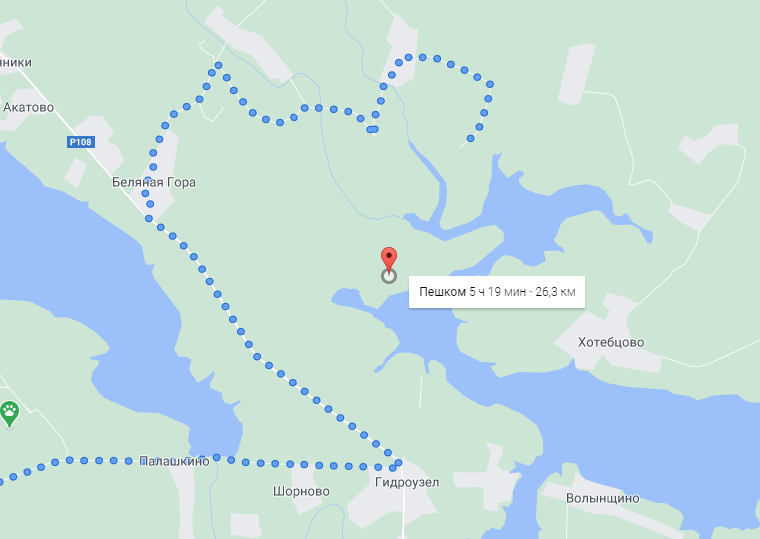 ники
Акатово
Р108
Беляная Гора
Пешком 5 ч 19 мин · 26,3 км
Хотебцово
Палашкино
Гидроузел
Шорново
Волынщино